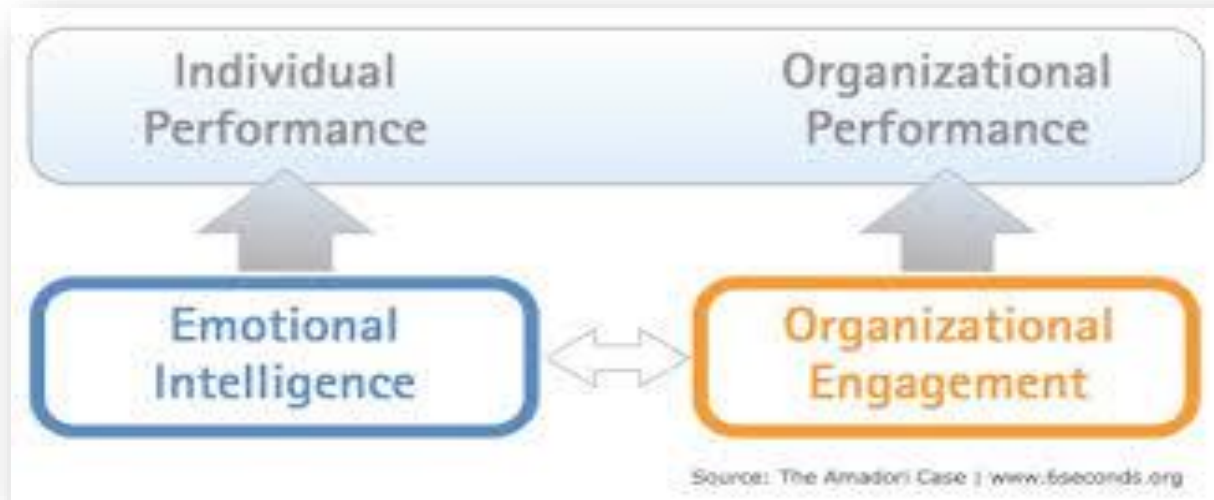 Individual
Performance
Organizational
Performance
Emotional
Intelligence
Organizational
Engagement
Source: The Amadori Case | www.6seconds.org